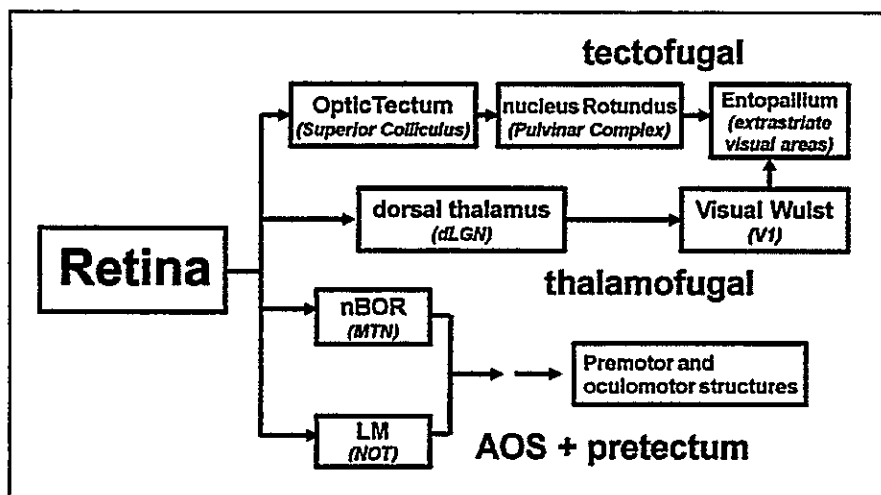 tectofugal
OpticTectum
(Superior Colliculus)
nucleus Rotundus
(Pulvinar Complex)
Entopallium
(extrastriate
visual areas)
dorsal thalamus
(dLGN)
Visual Wulst
(V1)
Retina
thalamofugal
nBOR
(MTN)
Premotor and
oculomotor structures
LM
(NOT)
AOS + pretectum